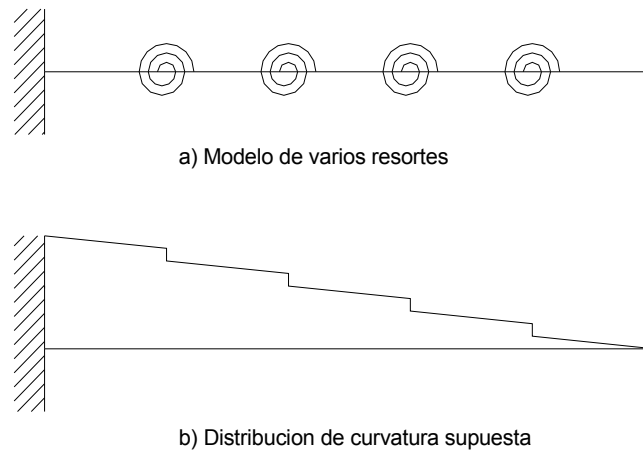 a) Modelo de varios resortes
b) Distribucion de curvatura supuesta